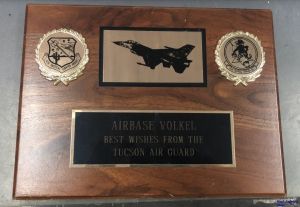 AIRBASE VOLKEL
BEST WISHES FROM THE
TUCSON AIR GUARD